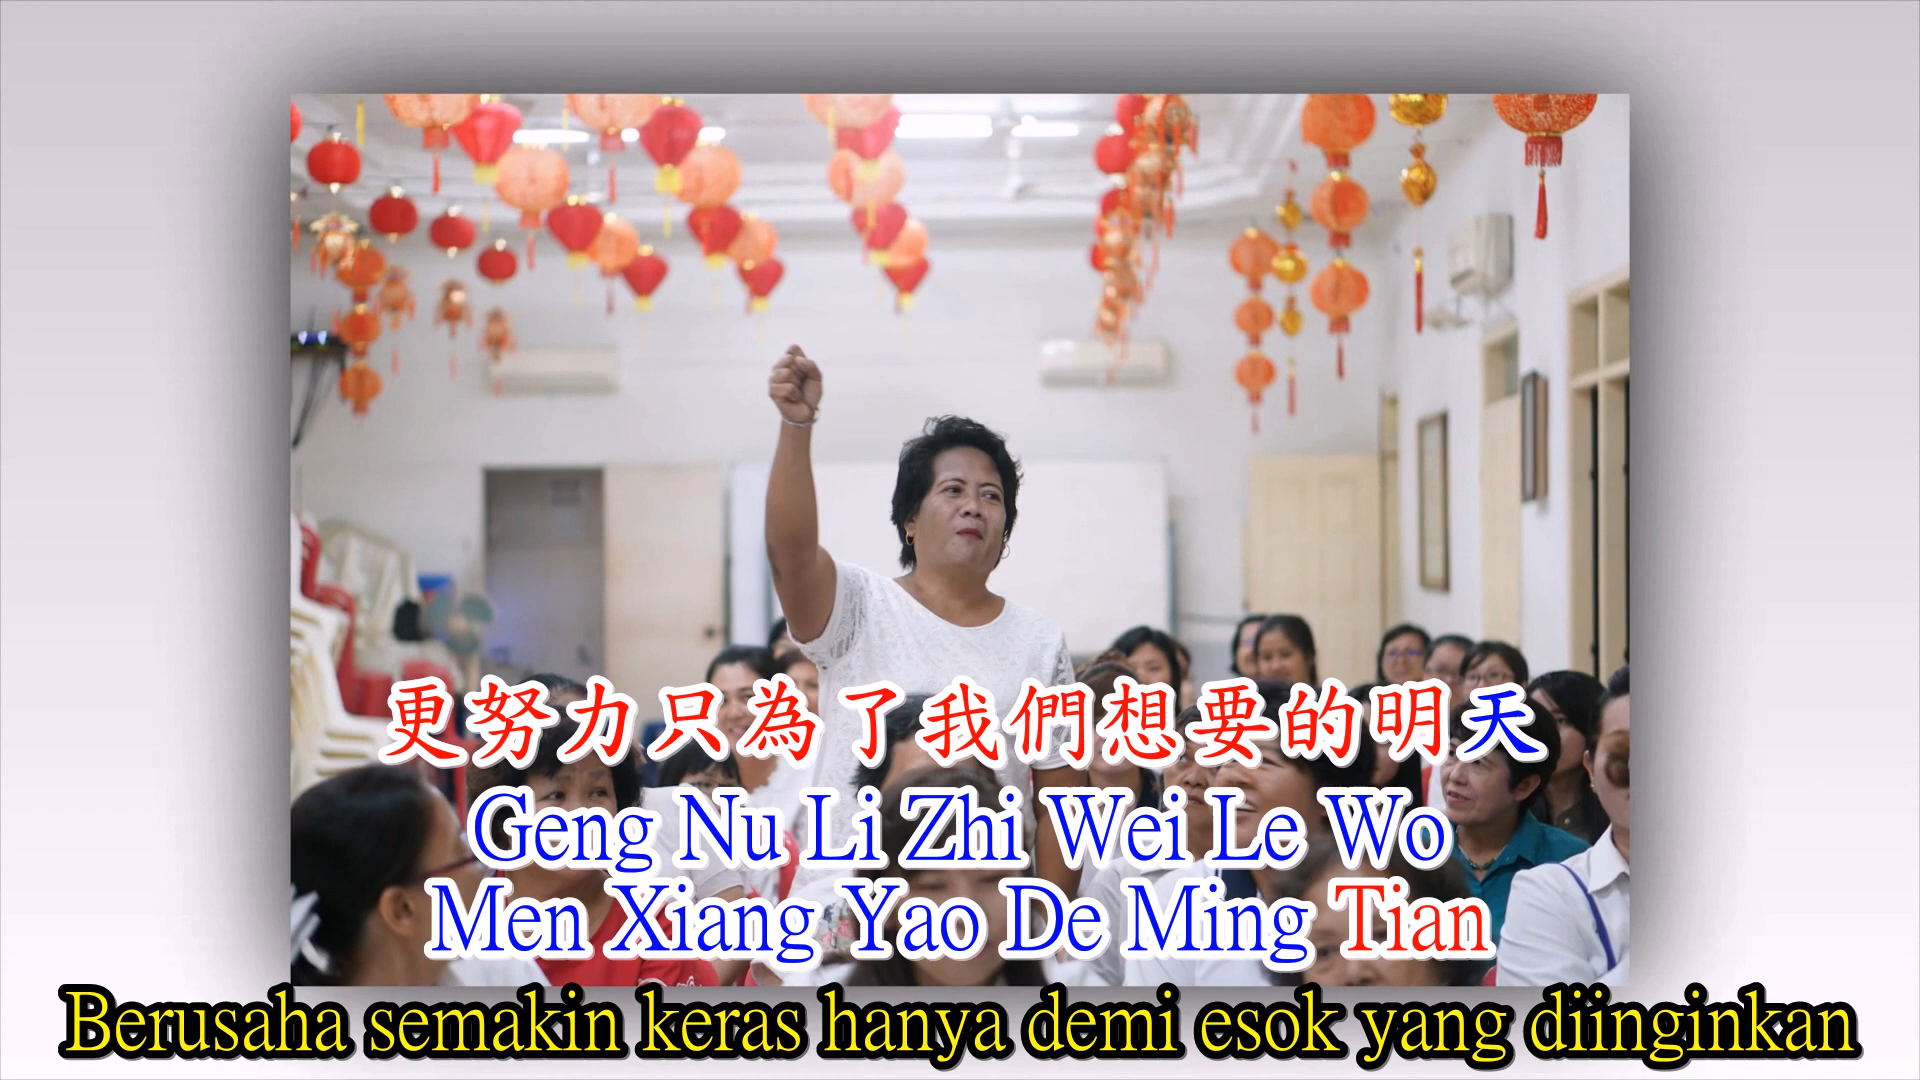 更努力只為了我們想要的明天
Geng Nu Li Zhi Wei Le Wo
Men Xiang Yao De Ming Tian
Berusaha semakin keras hanya demi esok yang diinginkan